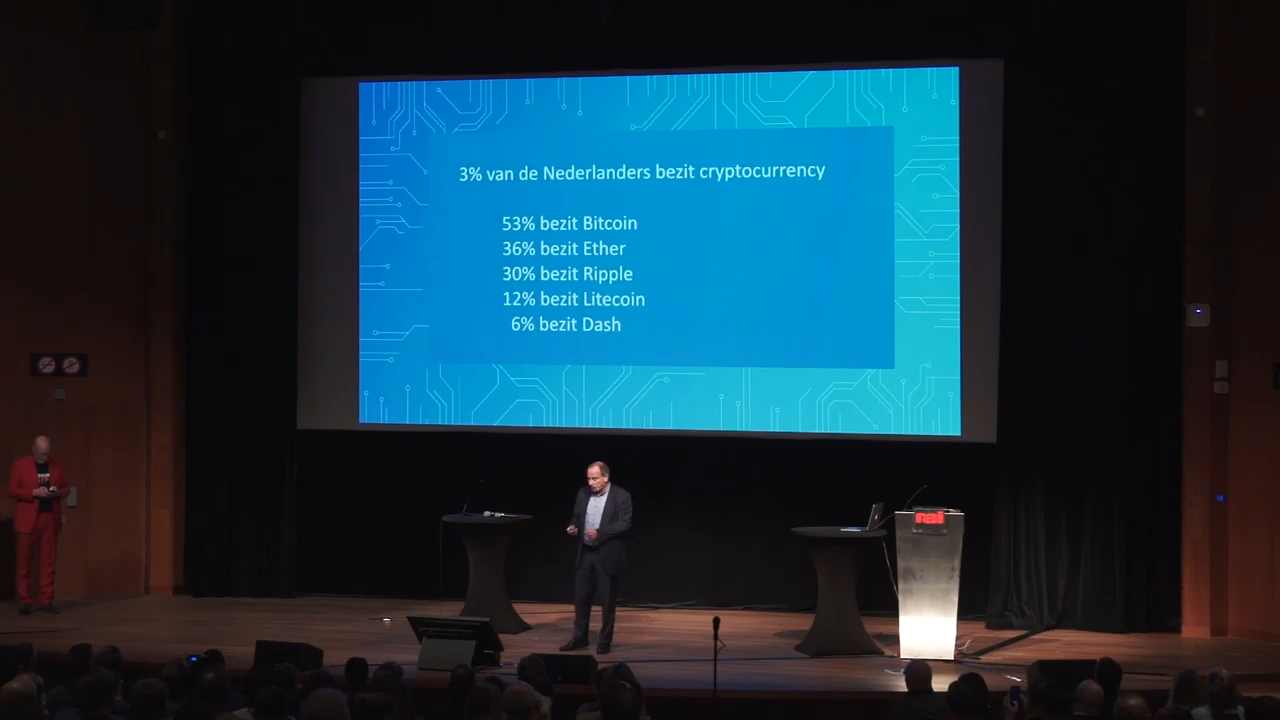 3% van de Nederlanders bezit cryptocurrency
53% bezit Bitcoin
36% bezit Ether
30% bezit Ripple
12% bezit Litecoin
6% bezit Dash
rai